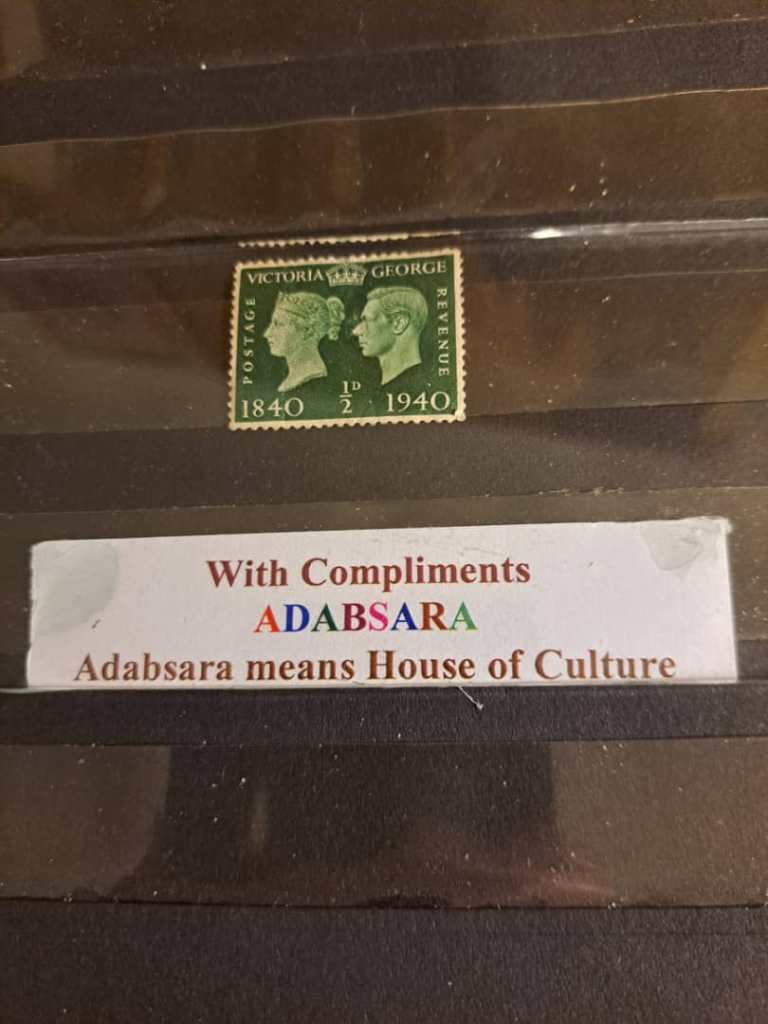 VICTORIA GEORGE
POSTAGE
REVENUE
1840 ½D 1940
With Compliments
ADABSARA
Adabsara means House of Culture